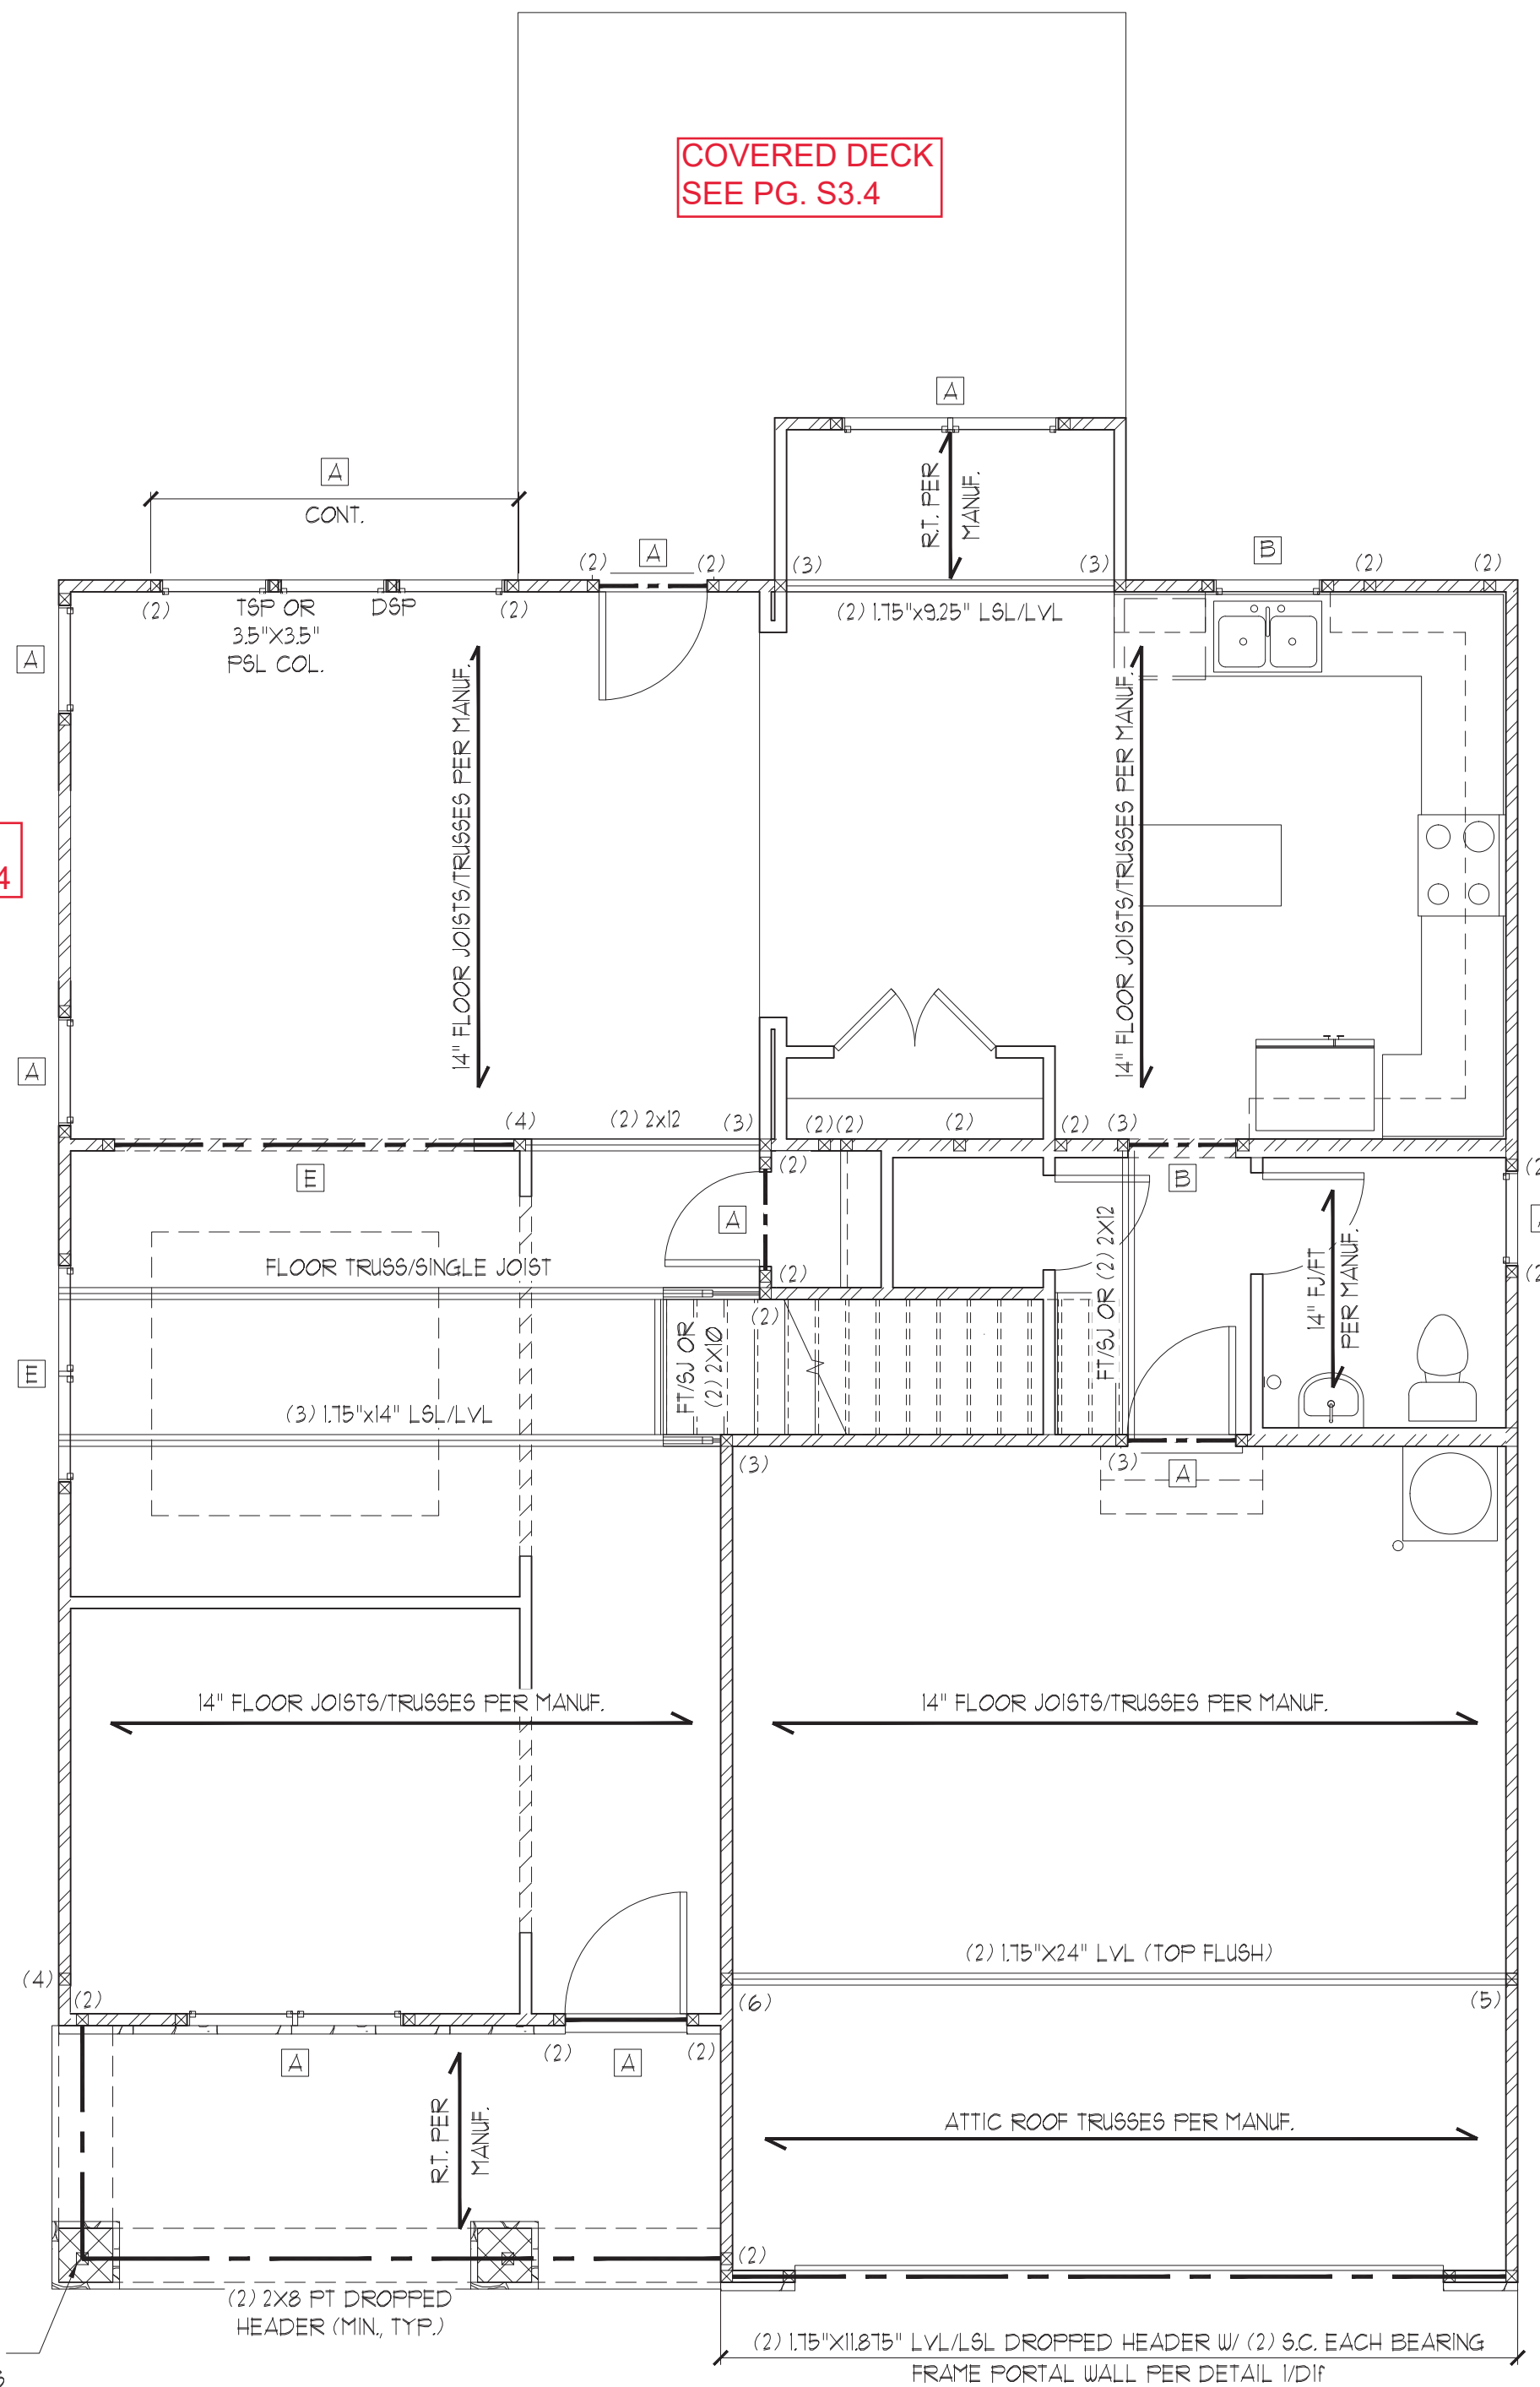 COVERED DECK
SEE PG. S3.4
A
A
CONT.
R.T. PER
MANUF.
(2)
A
(2)
(3)
(3)
B
(2)
(2)
(2)
TSP OR
3.5"X3.5"
PSL COL.
DSP
(2)
(2) 1.75"x9.25" LSL/LVL
A
14" FLOOR JOISTS/TRUSSES PER MANUF.
14" FLOOR JOISTS/TRUSSES PER MANUF.
4
A
(4)
(2) 2x12
(3)
(2)(2)
(2)
(2)
(3)
E
(2)
B
(2
A
FT/SJ OR (2) 2X12
14" FJ/FT
PER MANUF.
A
FLOOR TRUSS/SINGLE JOIST
(2)
(2
(2)
FT/SJ OR
(2) 2X10
E
(3) 1.75"x14" LSL/LVL
(3)
(3)
A
14" FLOOR JOISTS/TRUSSES PER MANUF.
14" FLOOR JOISTS/TRUSSES PER MANUF.
(2) 1.75"X24" LVL (TOP FLUSH)
(4)
(2)
(6)
(5)
A
(2)
A
(2)
R.T. PER
MANUF.
ATTIC ROOF TRUSSES PER MANUF.
(2)
(2) 2X8 PT DROPPED
HEADER (MIN., TYP.)
(2) 1.75"X11.875" LVL/LSL DROPPED HEADER W/ (2) S.C. EACH BEARING
FRAME PORTAL WALL PER DETAIL 1/D1f